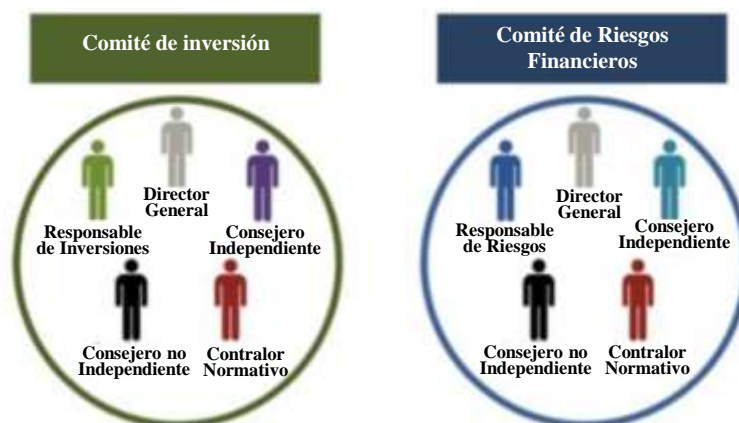 Comité de inversión
Director
General
Responsable
de Inversiones
Consejero
Independiente
Consejero no
Independiente
Contralor
Normativo
Comité de Riesgos
Financieros
Director
General
Responsable
de Riesgos
Consejero
Independiente
Consejero no
Independiente
Contralor
Normativo